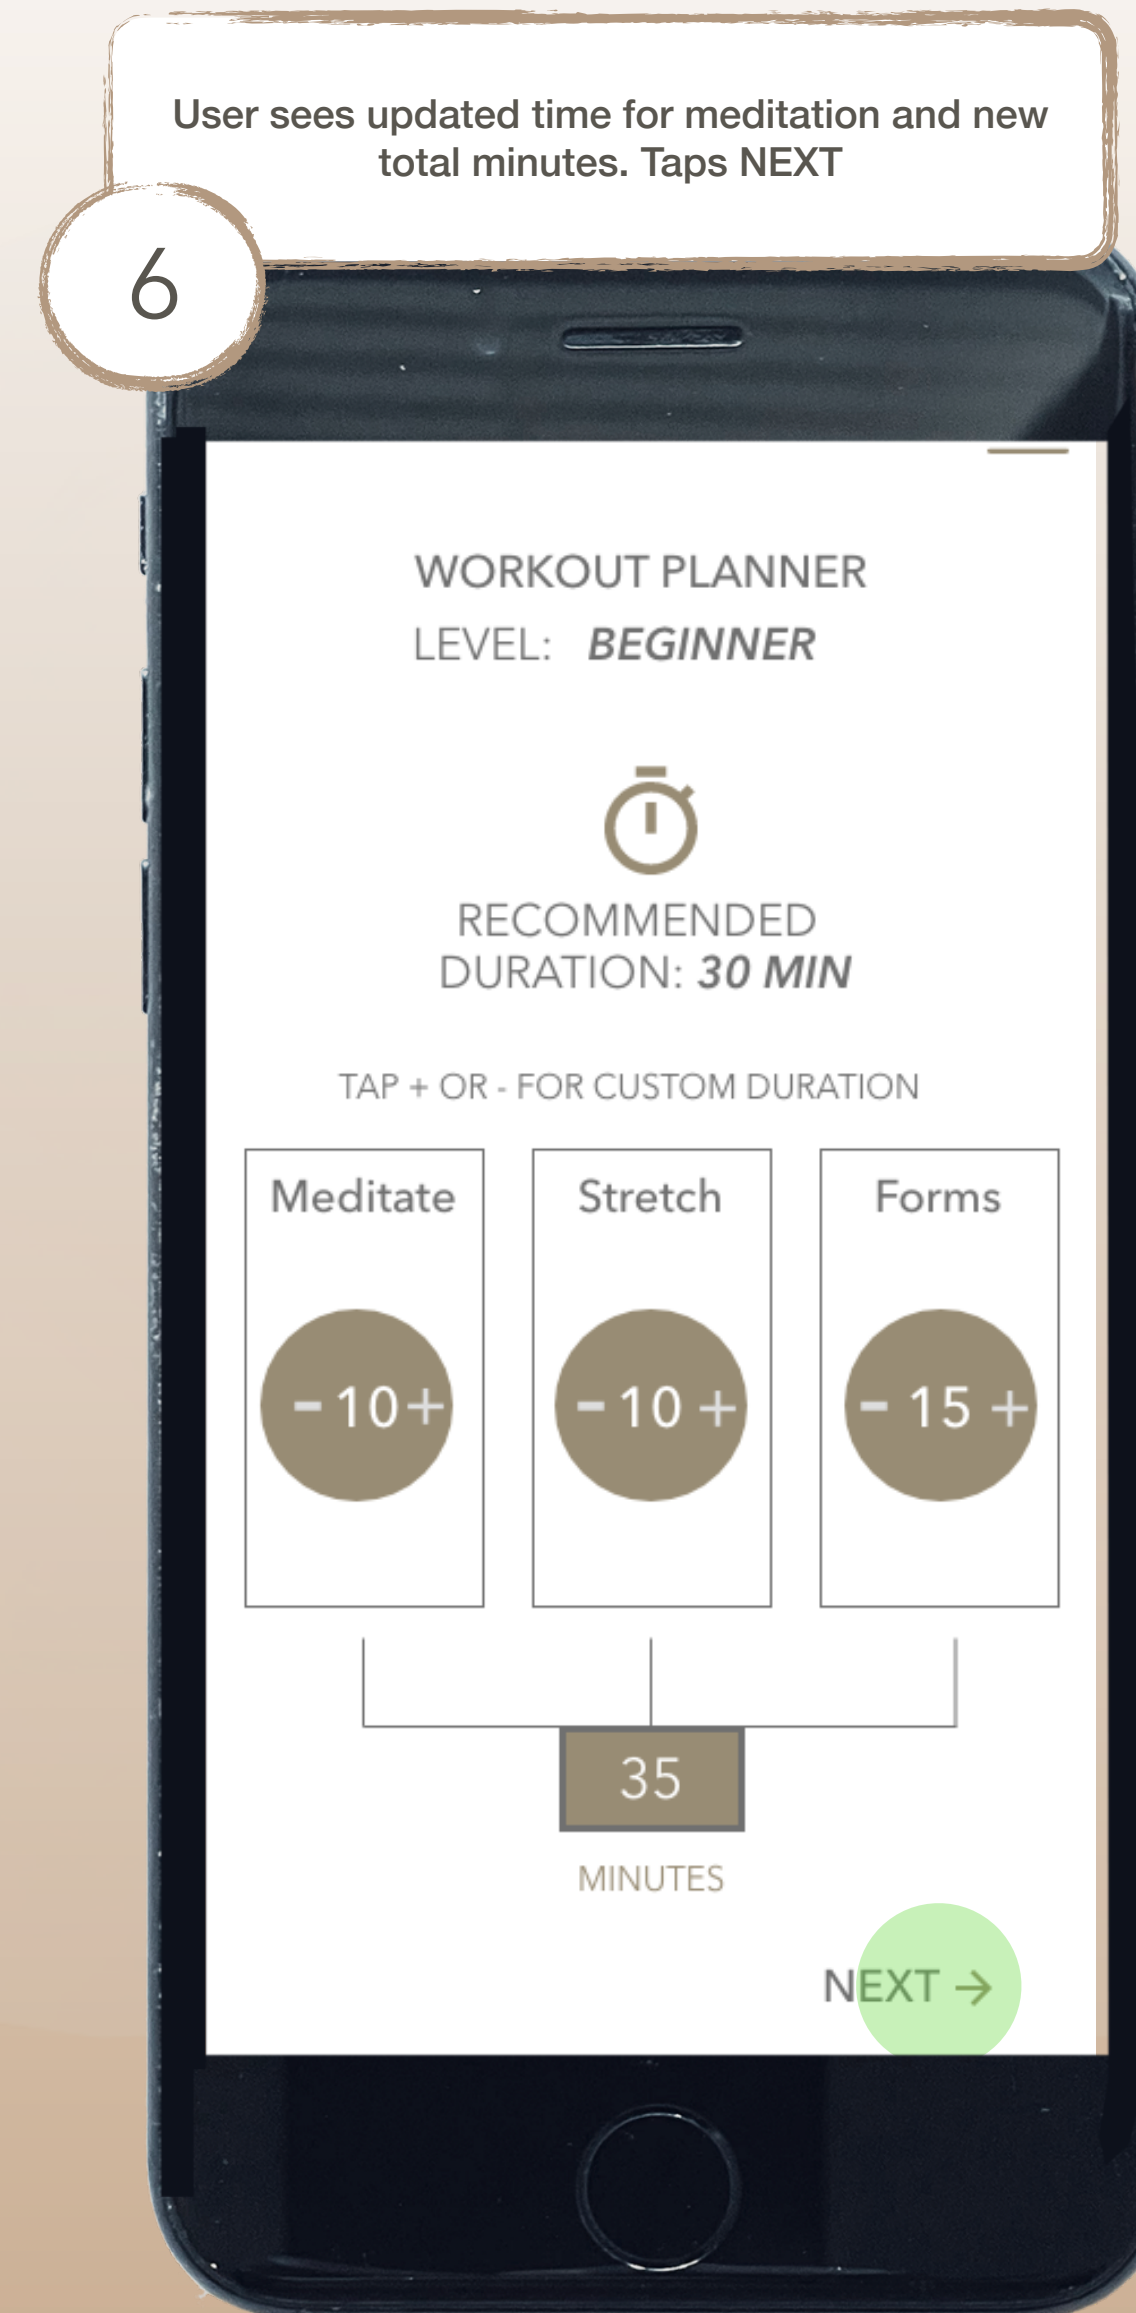 User sees updated time for meditation and new
total minutes. Taps NEXT
6
WORKOUT PLANNER
LEVEL: BEGINNER
RECOMMENDED
DURATION: 30 MIN
TAP + OR - FOR CUSTOM DURATION
Meditate Stretch Forms
- 10 + - 10 + - 15 +
35
MINUTES
NEXT →